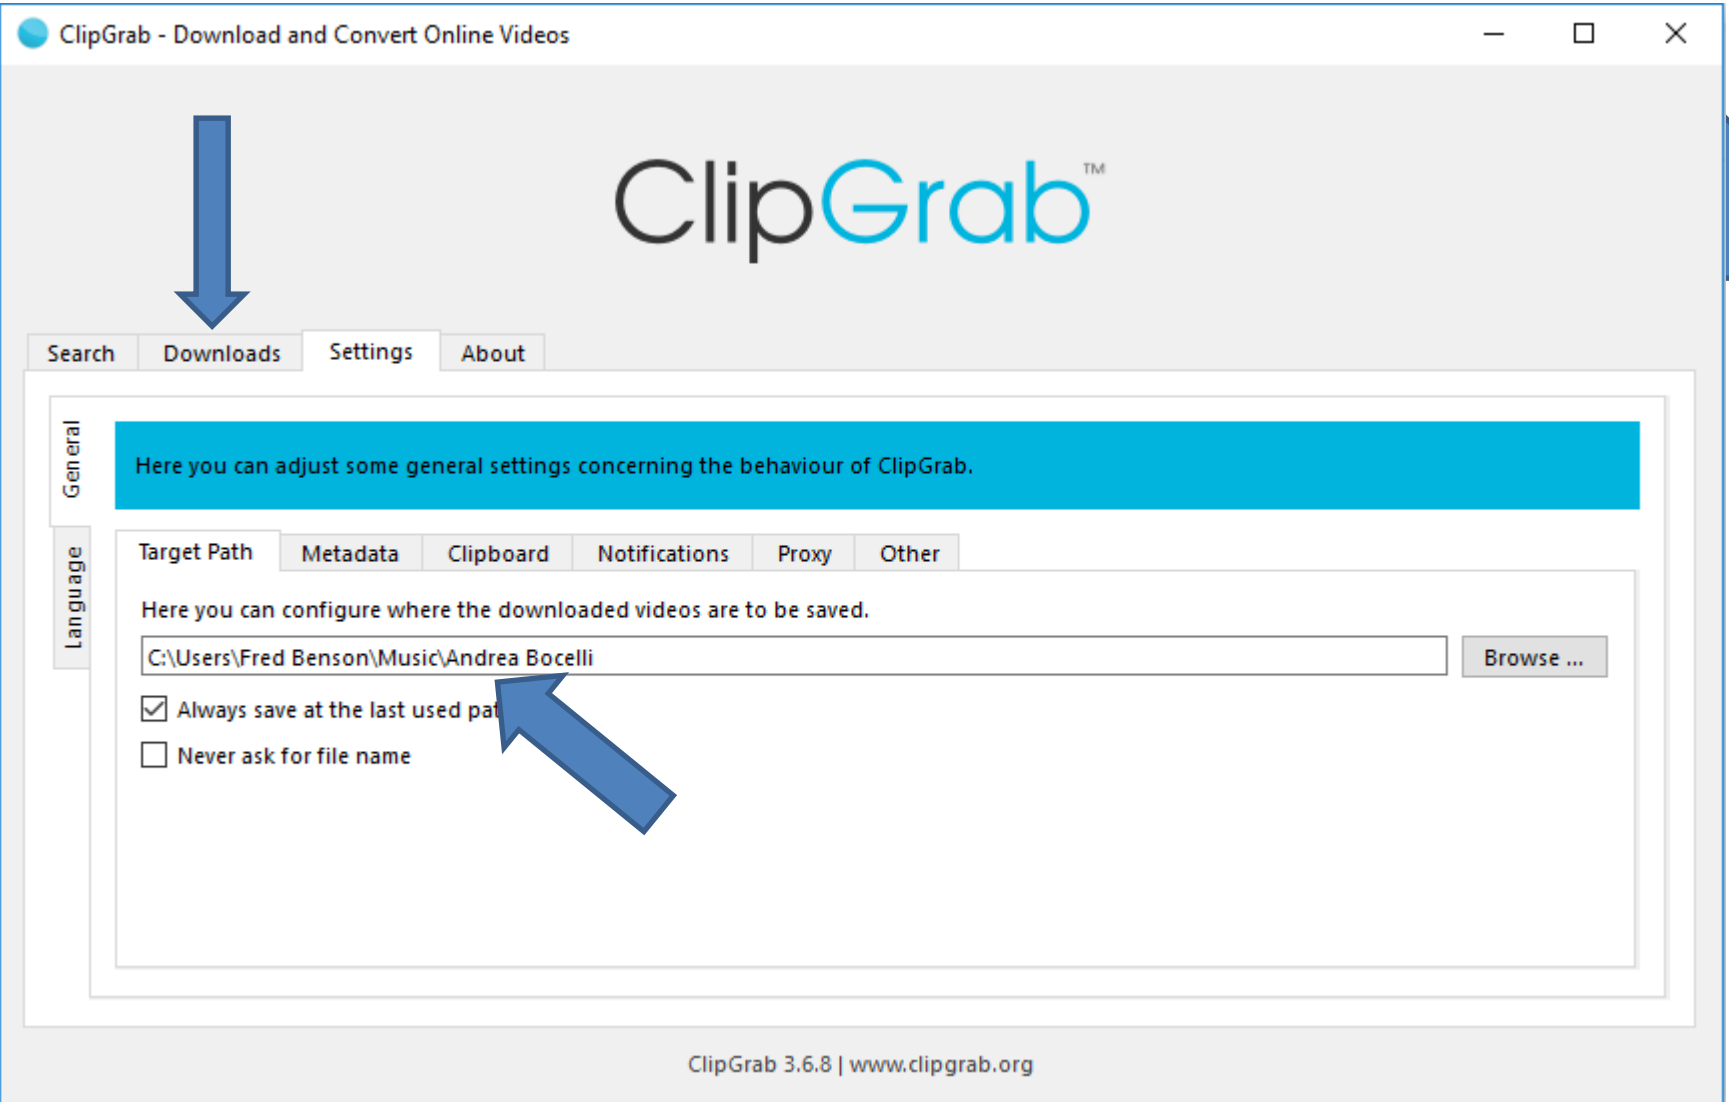 ClipGrab - Download and Convert Online Videos
ClipGrab™
Search Downloads Settings About
General
Here you can adjust some general settings concerning the behaviour of ClipGrab.
Language
Target Path Metadata Clipboard Notifications Proxy Other
Here you can configure where the downloaded videos are to be saved.
C:\Users\Fred Benson\Music\Andrea Bocelli
Browse ...
Always save at the last used
Never ask for file name
ClipGrab 3.6.8 | www.clipgrab.org